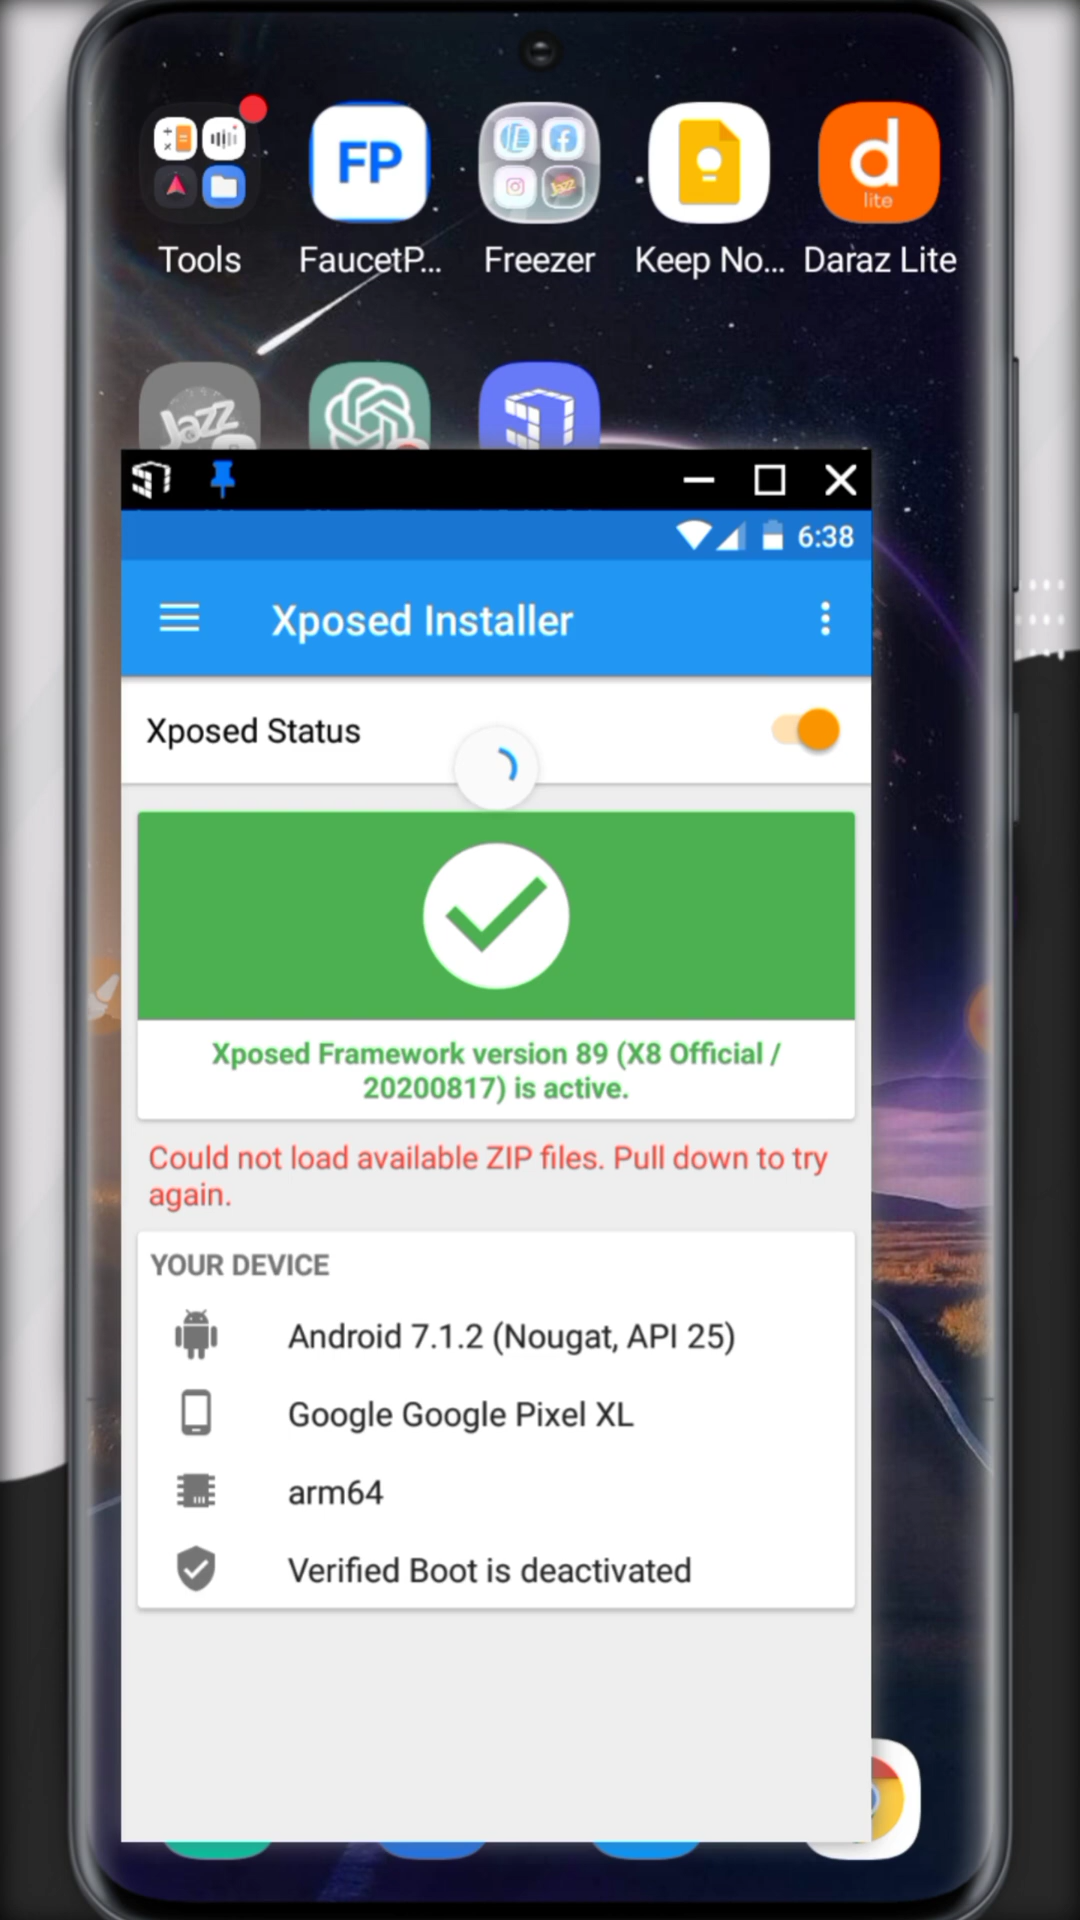 FP
lite
Tools
FaucetP...
Freezer
Keep No...
Daraz Lite
Jazz
6:38
Xposed Installer
Xposed Status
Xposed Framework version 89 (X8 Official /
20200817) is active.
Could not load available ZIP files. Pull down to try
again.
YOUR DEVICE
Android 7.1.2 (Nougat, API 25)
Google Google Pixel XL
arm64
Verified Boot is deactivated